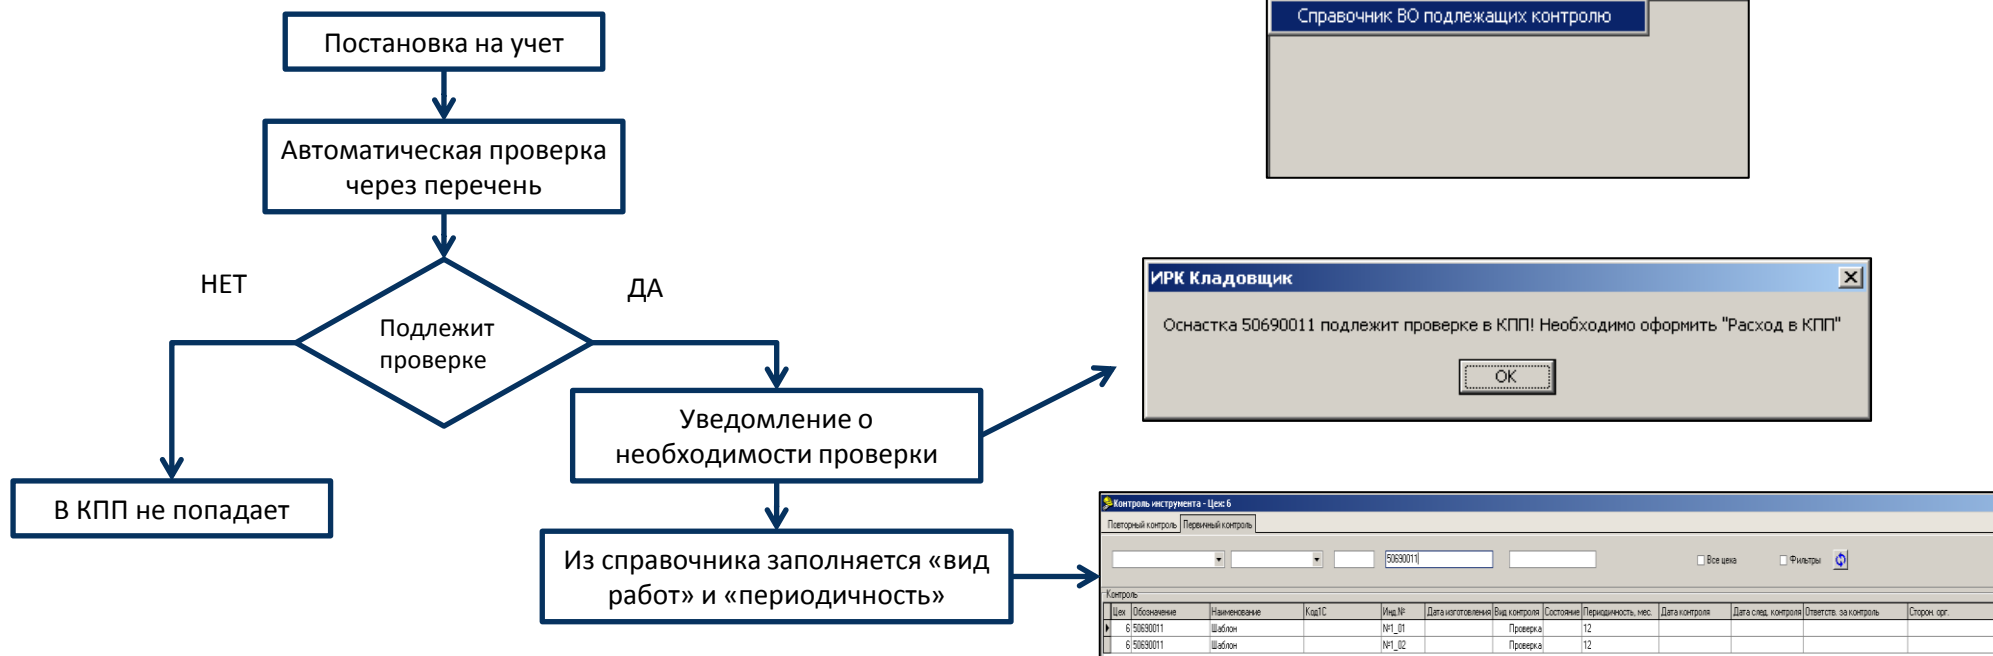 Постановка на учет
Автоматическая проверка
через перечень
НЕТ
ДА
Подлежит
проверке
Уведомление о
необходимости проверки
В КПП не попадает
Из справочника заполняется «вид
работ» и «периодичность»
Справочник ВО подлежащих контролю
ИРК Кладовщик
Оснастка 50690011 подлежит проверке в КПП! Необходимо оформить "Расход в КПП"
OK
Контроль инструмента - Цех: 6
Повторный контроль Первичный контроль
50690011 Все цеха Фильтры
Контроль
Цех Обозначение Наименование Код1С Инд.№ Дата изготовления Вид контроля Состояние Периодичность, мес. Дата контроля Дата след. контроля Ответств. за контроль Сторон. орг.
6 50690011 Шаблон №1_01 Проверка 12
6 50690011 Шаблон №1_02 Проверка 12